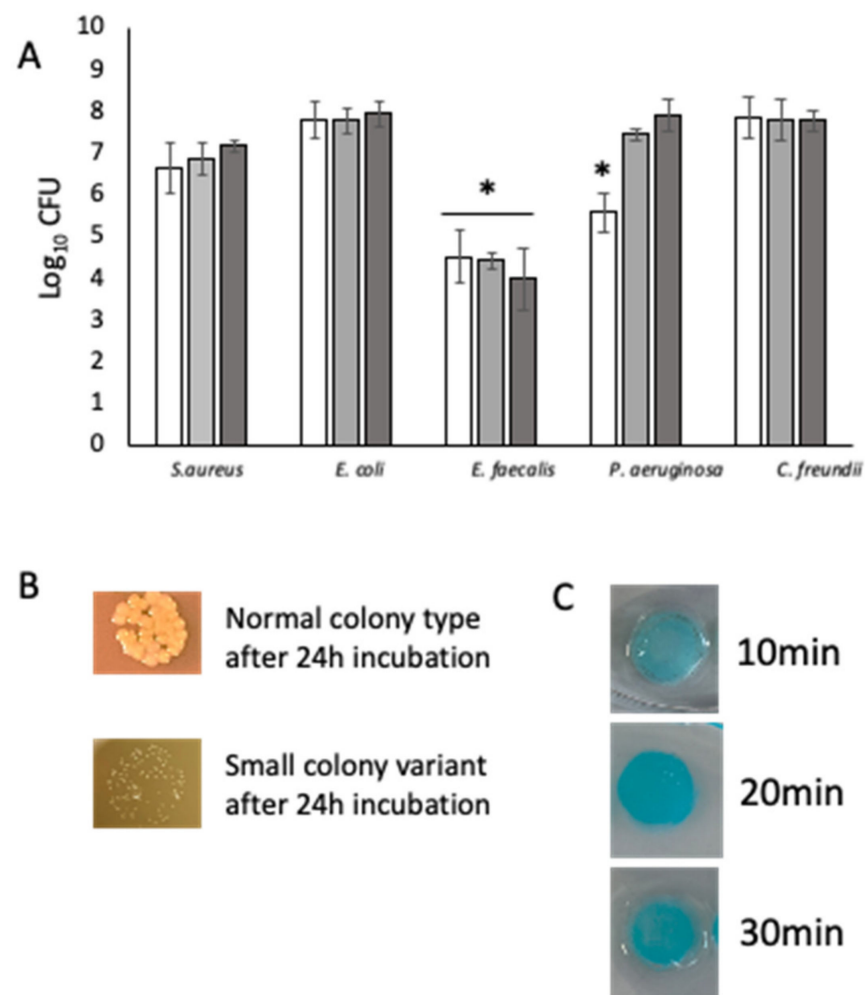 A
10
9
8
7
6
5
4
3
2
1
0
Log₁₀ CFU
*
*
S.aureus
E. coli
E. faecalis
P. aeruginosa
C. freundii
B
Normal colony type
after 24h incubation
Small colony variant
after 24h incubation
C
10min
20min
30min